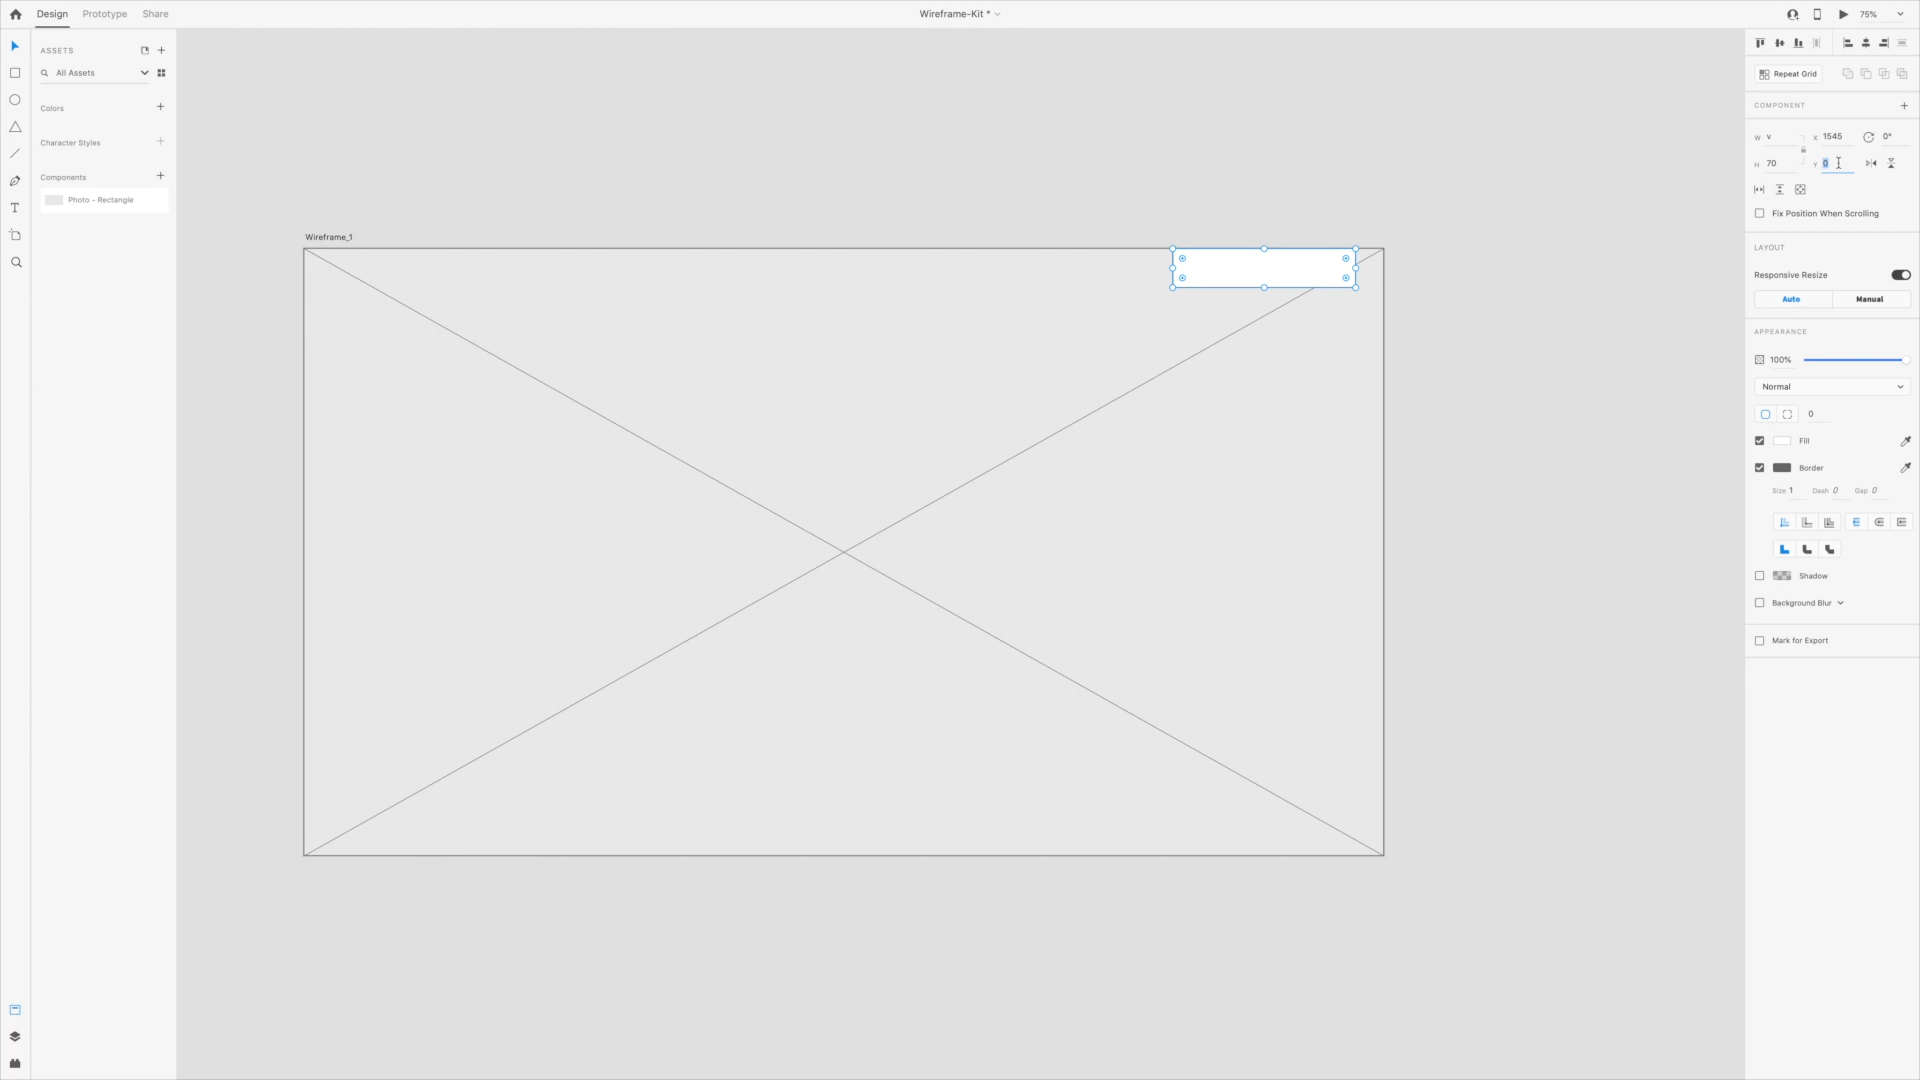 Design Prototype Share Wireframe-Kit * 75%
ASSETS
All Assets
Colors
Character Styles
Components
Photo - Rectangle
Wireframe_1
Repeat Grid
COMPONENT
W v X 1545 0°
H 70 Y 0
Fix Position When Scrolling
LAYOUT
Responsive Resize
Auto Manual
APPEARANCE
100%
Normal
0
Fill
Border
Size 1 Dash 0 Gap 0
Shadow
Background Blur
Mark for Export